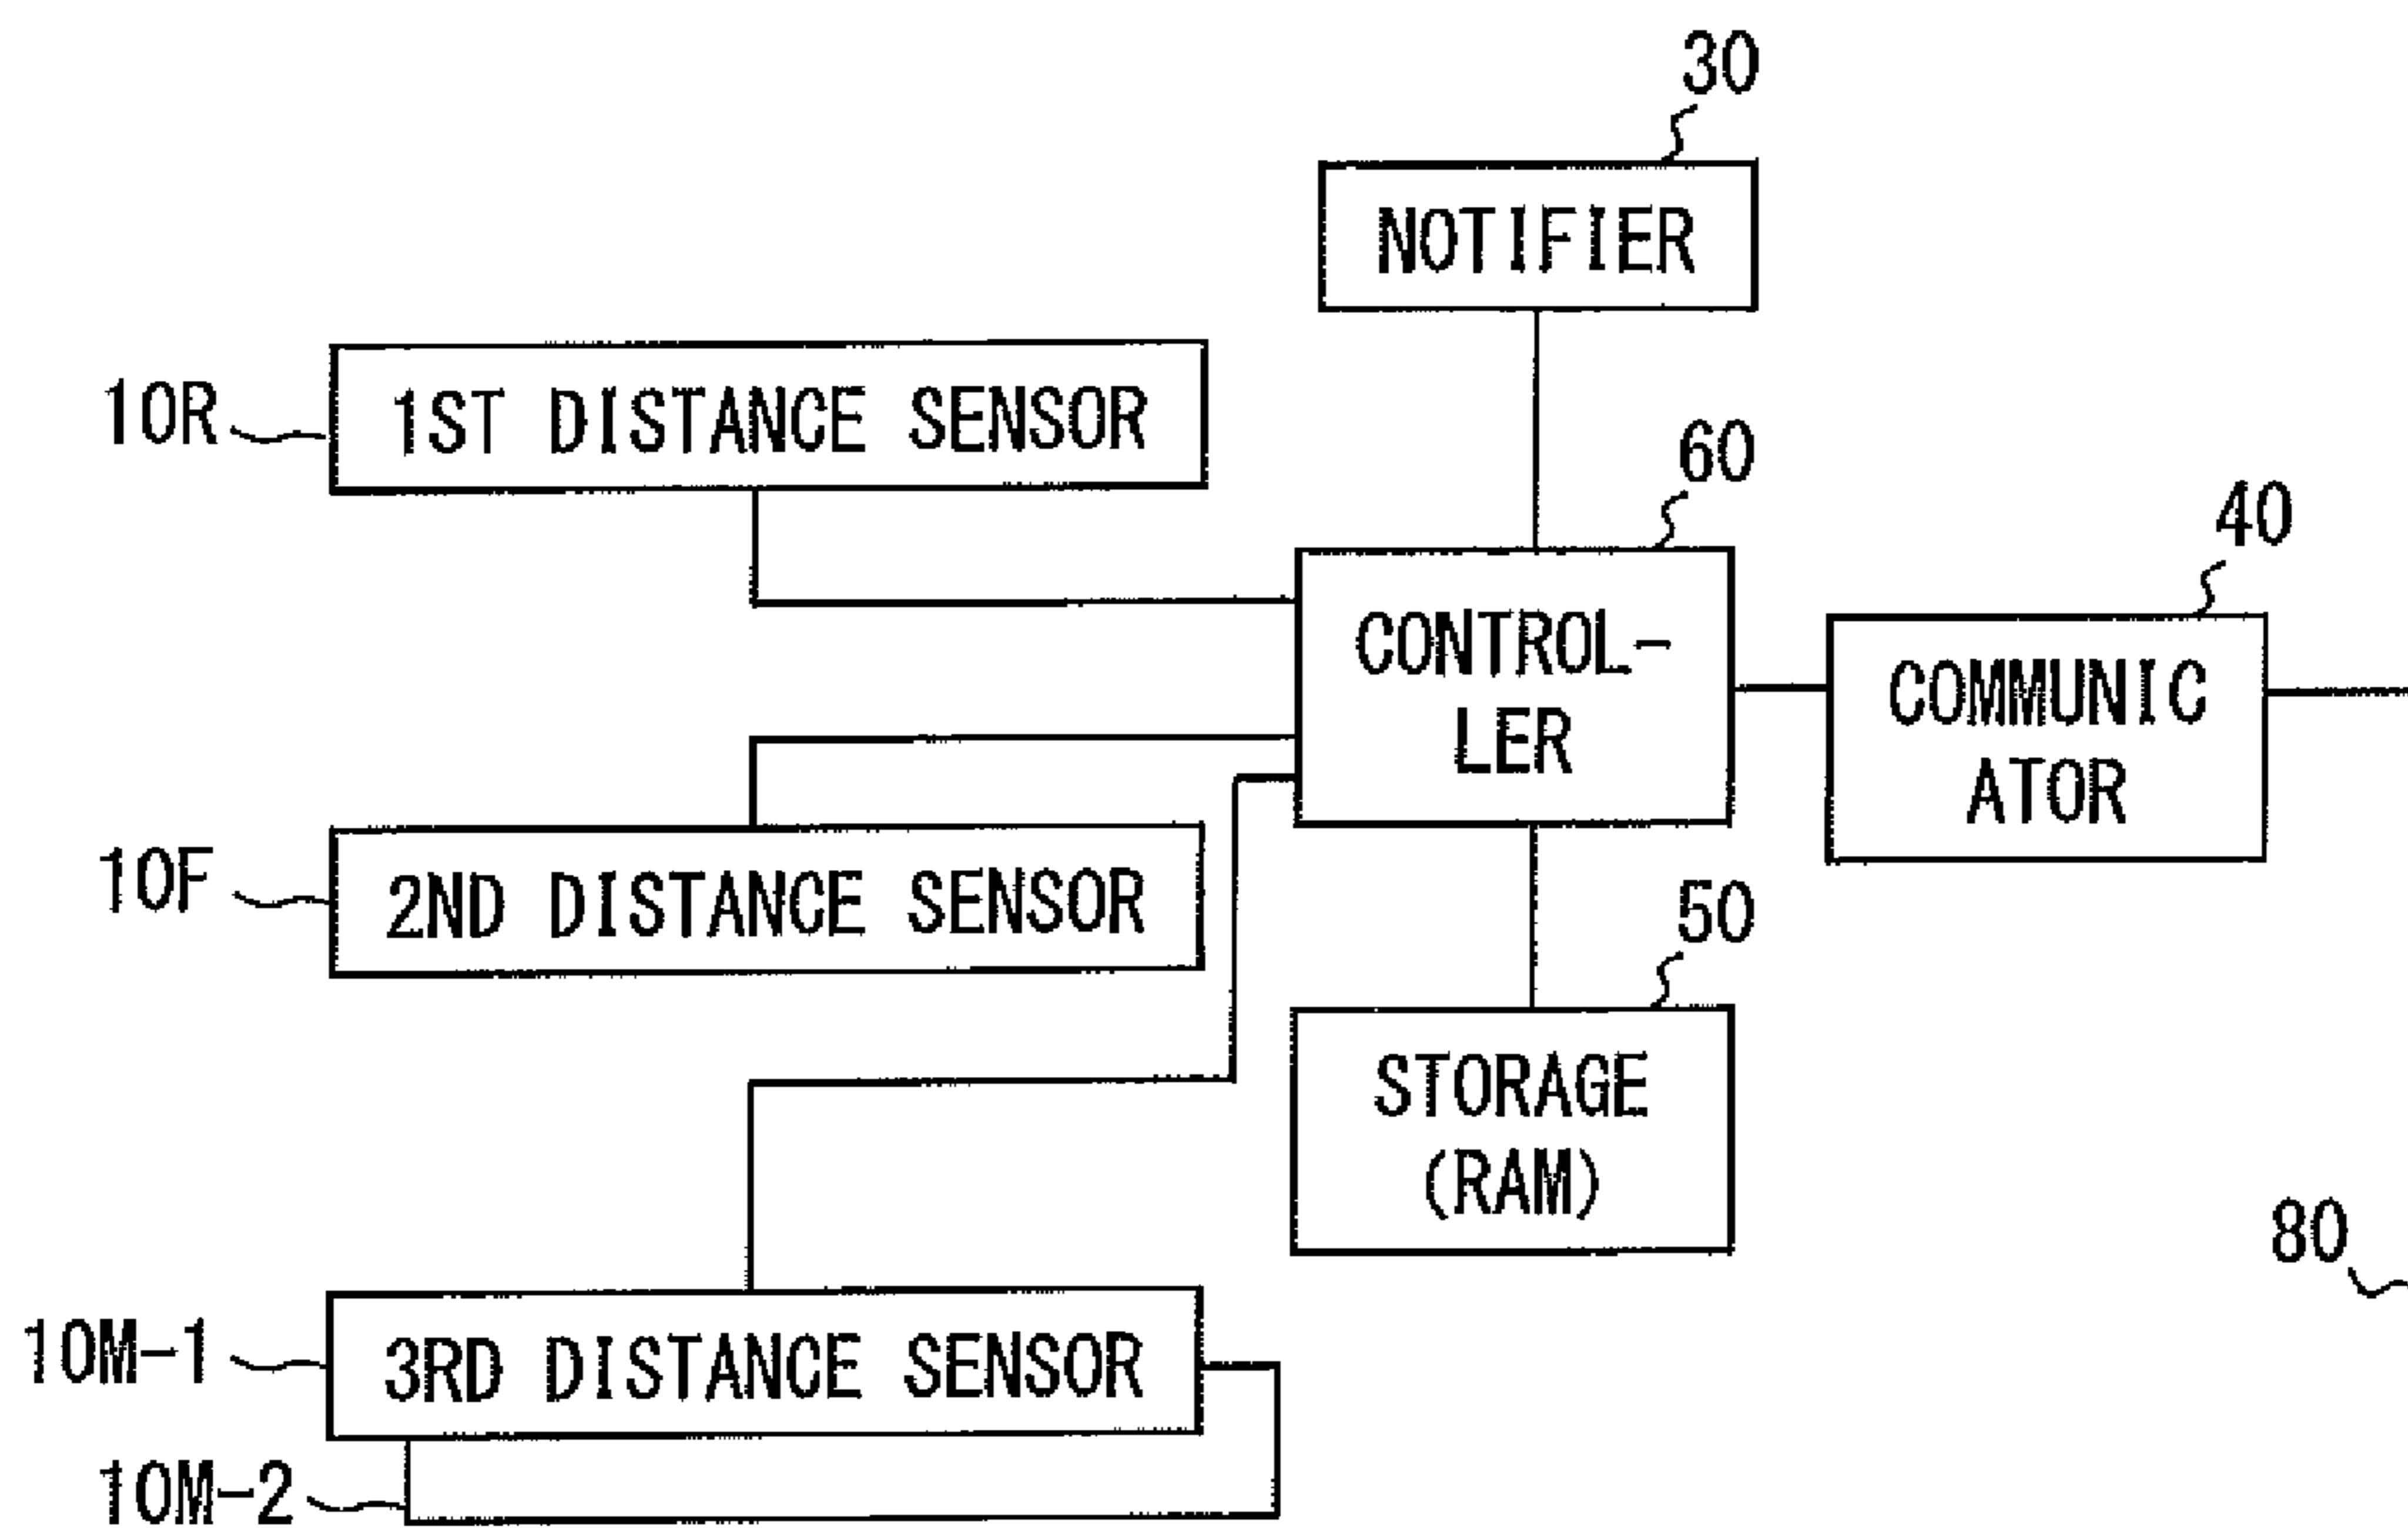 30
NOTIFIER
10R
1ST DISTANCE SENSOR
60
CONTROL-
LER
40
COMMUNIC
ATOR
10F
2ND DISTANCE SENSOR
50
STORAGE
(RAM)
80
10M-1
3RD DISTANCE SENSOR
10M-2